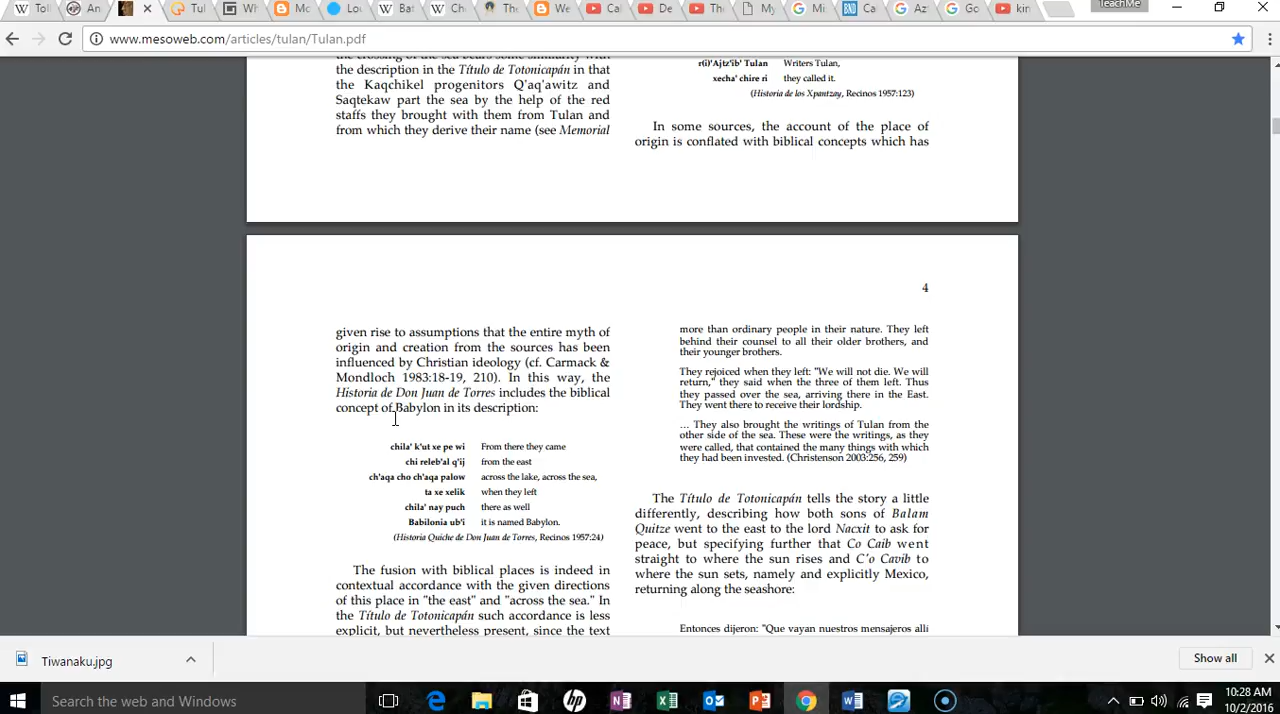 Tol
An
Tul
Wi
Mo
Lo
Bat
Ch
The
We
Cal
De
Th
My
Mi
Ca
Az
Go
kin
TeachMe
www.mesoweb.com/articles/tulan/Tulan.pdf
the crossing of the sea bears some similarity with
the description in the Título de Totonicapán in that
the Kaqchikel progenitors Q'aq'awitz and
Saqtekaw part the sea by the help of the red
staffs they brought with them from Tulan and
from which they derive their name (see Memorial
r(i)'Ajtz'ib' Tulan Writers Tulan,
xecha' chire ri they called it.
(Historia de los Xpantzay, Recinos 1957:123)
In some sources, the account of the place of
origin is conflated with biblical concepts which has
4
given rise to assumptions that the entire myth of
origin and creation from the sources has been
influenced by Christian ideology (cf. Carmack &
Mondloch 1983:18-19, 210). In this way, the
Historia de Don Juan de Torres includes the biblical
concept of Babylon in its description:
chila' k'ut xe pe wi From there they came
chi releb'al q'ij from the east
ch'aqa cho ch'aqa palow across the lake, across the sea,
ta xe xelik when they left
chila' nay puch there as well
Babilonia ub'i it is named Babylon.
(Historia Quiche de Don Juan de Torres, Recinos 1957:24)
The fusion with biblical places is indeed in
contextual accordance with the given directions
of this place in "the east" and "across the sea." In
the Título de Totonicapán such accordance is less
explicit, but nevertheless present, since the text
more than ordinary people in their nature. They left
behind their counsel to all their older brothers, and
their younger brothers.
They rejoiced when they left: "We will not die. We will
return," they said when the three of them left. Thus
they passed over the sea, arriving there in the East.
They went there to receive their lordship.
… They also brought the writings of Tulan from the
other side of the sea. These were the writings, as they
were called, that contained the many things with which
they had been invested. (Christenson 2003:256, 259)
The Título de Totonicapán tells the story a little
differently, describing how both sons of Balam
Quitze went to the east to the lord Nacxit to ask for
peace, but specifying further that Co Caib went
straight to where the sun rises and C'o Cavib to
where the sun sets, namely and explicitly Mexico,
returning along the seashore:
Entonces dijeron: "Que vayan nuestros mensajeros allí
Tiwanaku.jpg
Show all
Search the web and Windows
10:28 AM
10/2/2016